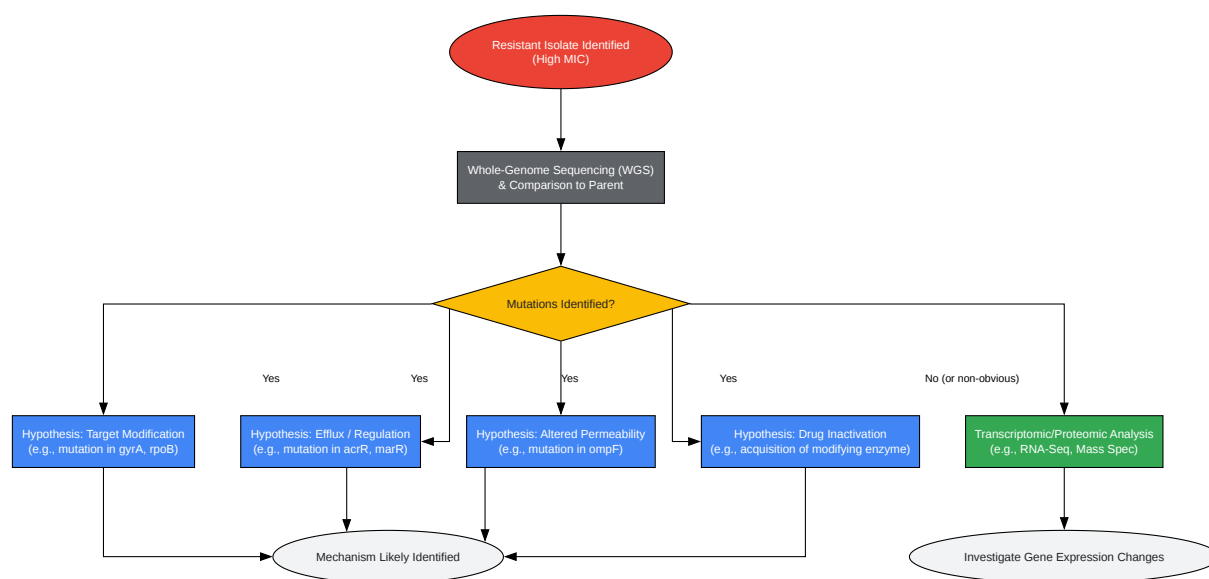 Resistant Isolate Identified
(High MIC)
Whole-Genome Sequencing (WGS)
& Comparison to Parent
Mutations Identified?
Yes
Yes
Yes
Yes
No (or non-obvious)
Hypothesis: Target Modification
(e.g., mutation in gyrA, rpoB)
Hypothesis: Efflux / Regulation
(e.g., mutation in acrR, marR)
Hypothesis: Altered Permeability
(e.g., mutation in ompF)
Hypothesis: Drug Inactivation
(e.g., acquisition of modifying enzyme)
Transcriptomic/Proteomic Analysis
(e.g., RNA-Seq, Mass Spec)
Mechanism Likely Identified
Investigate Gene Expression Changes